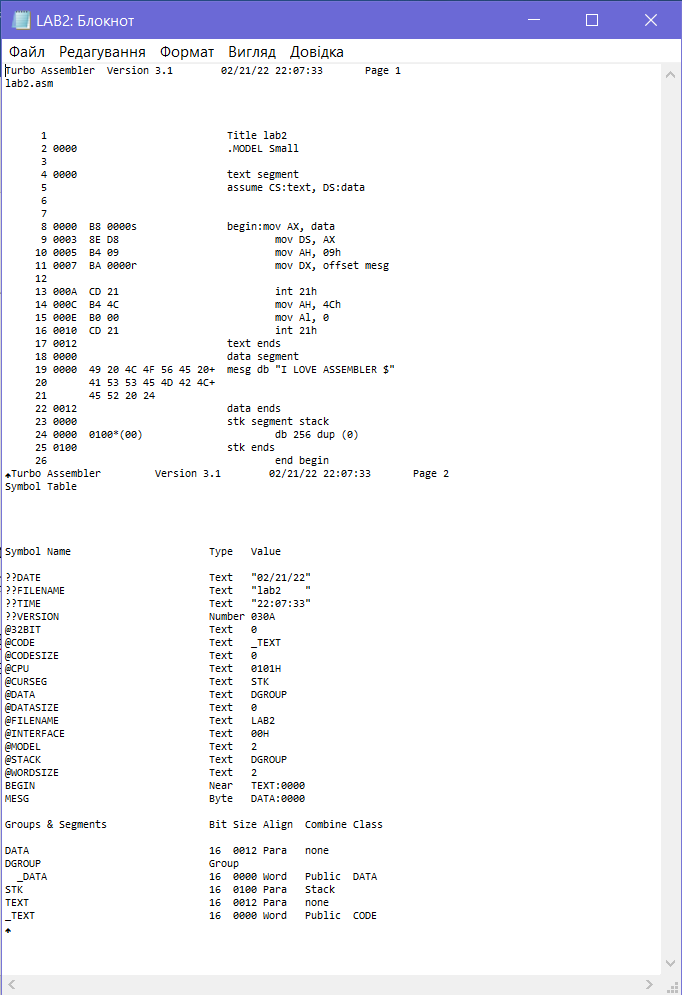 LAB2: Блокнот
Файл Редагування Формат Вигляд Довідка
Turbo Assembler  Version 3.1        02/21/22 22:07:33       Page 1
lab2.asm
      1                              Title lab2
      2 0000                         .MODEL Small
      3
      4 0000                         text segment
      5                              assume CS:text, DS:data
      6
      7
      8 0000  B8 0000s               begin:mov AX, data
      9 0003  8E D8                          mov DS, AX
     10 0005  B4 09                          mov AH, 09h
     11 0007  BA 0000r                       mov DX, offset mesg
     12
     13 000A  CD 21                          int 21h
     14 000C  B4 4C                          mov AH, 4Ch
     15 000E  B0 00                          mov Al, 0
     16 0010  CD 21                          int 21h
     17 0012                         text ends
     18 0000                         data segment
     19 0000  49 20 4C 4F 56 45 20+  mesg db "I LOVE ASSEMBLER $"
     20       41 53 53 45 4D 42 4C+
     21       45 52 20 24
     22 0012                         data ends
     23 0000                         stk segment stack
     24 0000  0100*(00)                      db 256 dup (0)
     25 0100                         stk ends
     26                                      end begin
Turbo Assembler         Version 3.1        02/21/22 22:07:33       Page 2
Symbol Table
Symbol Name                       Type   Value
??DATE                            Text   "02/21/22"
??FILENAME                        Text   "lab2    "
??TIME                            Text   "22:07:33"
??VERSION                         Number 030A
@32BIT                            Text   0
@CODE                             Text   _TEXT
@CODESIZE                         Text   0
@CPU                              Text   0101H
@CURSEG                           Text   STK
@DATA                             Text   DGROUP
@DATASIZE                         Text   0
@FILENAME                         Text   LAB2
@INTERFACE                        Text   00H
@MODEL                            Text   2
@STACK                            Text   DGROUP
@WORDSIZE                         Text   2
BEGIN                             Near   TEXT:0000
MESG                              Byte   DATA:0000
Groups & Segments                 Bit Size Align  Combine Class
DATA                              16  0012 Para   none
DGROUP                            Group
  _DATA                           16  0000 Word   Public  DATA
STK                               16  0100 Para   Stack
TEXT                              16  0012 Para   none
_TEXT                             16  0000 Word   Public  CODE